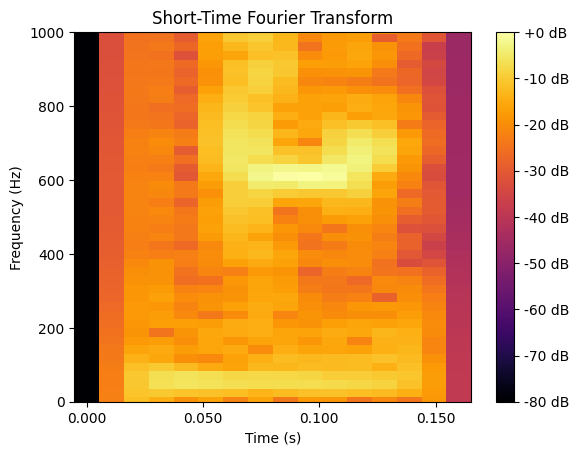 Short-Time Fourier Transform
1000
800
600
400
200
0
Frequency (Hz)
0.000
0.050
0.100
0.150
Time (s)
+0 dB
-10 dB
-20 dB
-30 dB
-40 dB
-50 dB
-60 dB
-70 dB
-80 dB